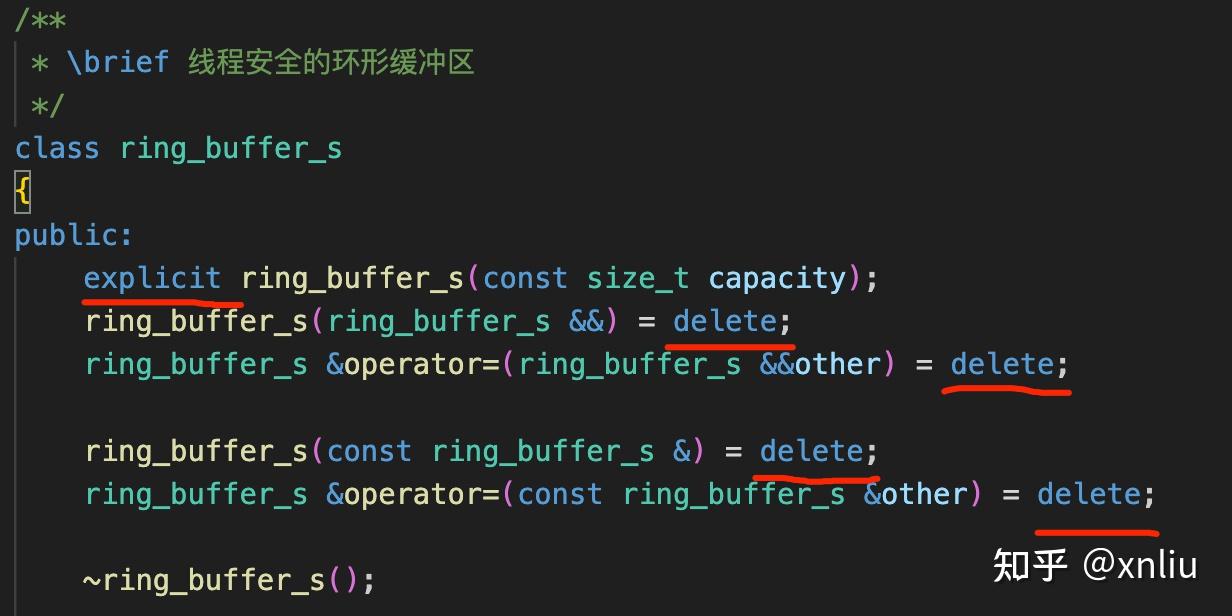 /**
* \brief 线程安全的环形缓冲区
*/
class ring_buffer_s
{
public:
explicit ring_buffer_s(const size_t capacity);
ring_buffer_s(ring_buffer_s &&) = delete;
ring_buffer_s &operator=(ring_buffer_s &&other) = delete;
ring_buffer_s(const ring_buffer_s &) = delete;
ring_buffer_s &operator=(const ring_buffer_s &other) = delete;
~ring_buffer_s();
知乎 @xnliu